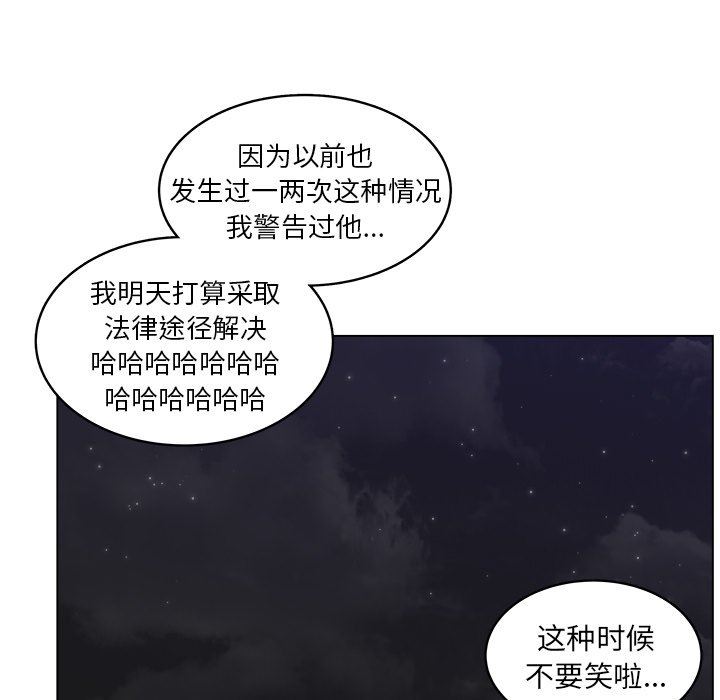 因为以前也
发生过一两次这种情况
我警告过他...
我明天打算采取
法律途径解决
哈哈哈哈哈哈哈
哈哈哈哈哈哈
这种时候
不要笑啦...